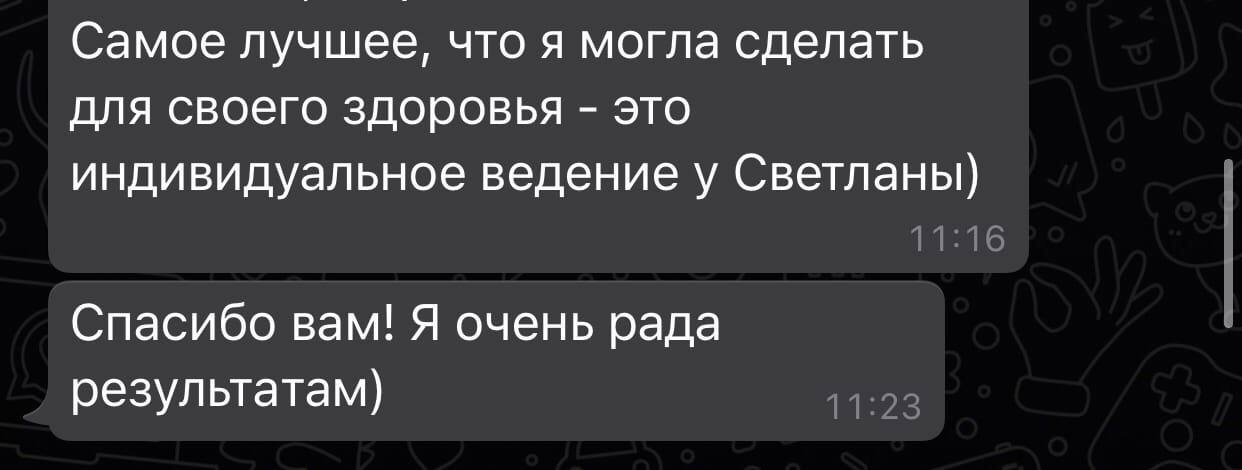 Самое лучшее, что я могла сделать
для своего здоровья - это
индивидуальное ведение у Светланы)
11:16
Спасибо вам! Я очень рада
результатам)
11:23